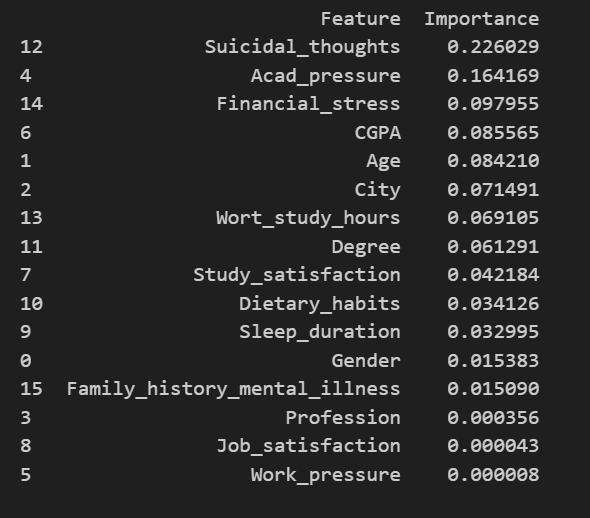 Feature Importance
12 Suicidal_thoughts 0.226029
4 Acad_pressure 0.164169
14 Financial_stress 0.097955
6 CGPA 0.085565
1 Age 0.084210
2 City 0.071491
13 Wort_study_hours 0.069105
11 Degree 0.061291
7 Study_satisfaction 0.042184
10 Dietary_habits 0.034126
9 Sleep_duration 0.032995
0 Gender 0.015383
15 Family_history_mental_illness 0.015090
3 Profession 0.000356
8 Job_satisfaction 0.000043
5 Work_pressure 0.000008